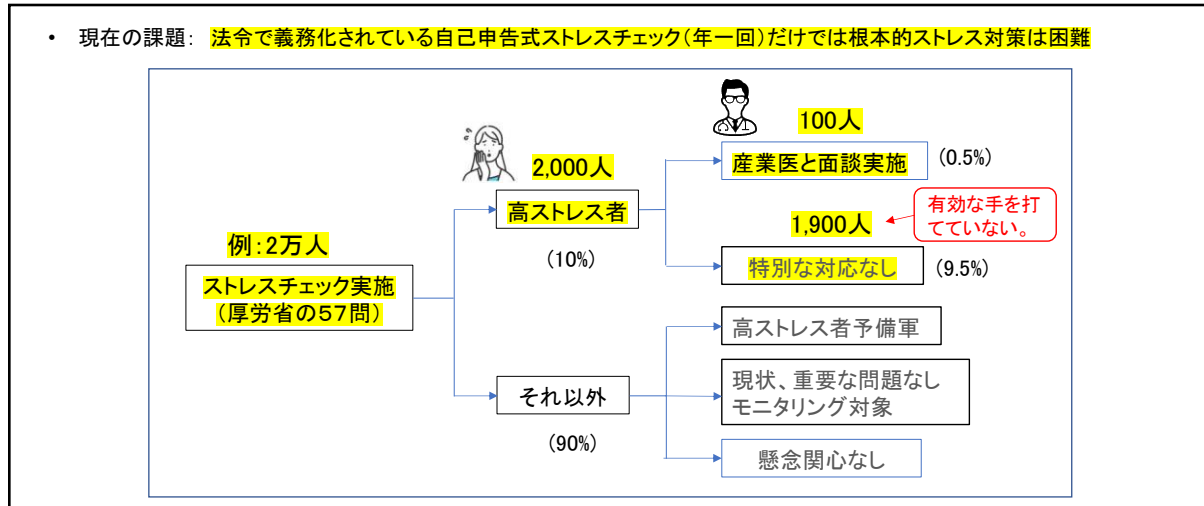 • 現在の課題： 法令で義務化されている自己申告式ストレスチェック（年一回）だけでは根本的ストレス対策は困難
100人
産業医と面談実施
(0.5%)
2,000人
高ストレス者
(10%)
有効な手を打
てていない。
1,900人
特別な対応なし
(9.5%)
例：2万人
ストレスチェック実施
（厚労省の５７問）
高ストレス者予備軍
現状、重要な問題なし
モニタリング対象
それ以外
(90%)
懸念関心なし